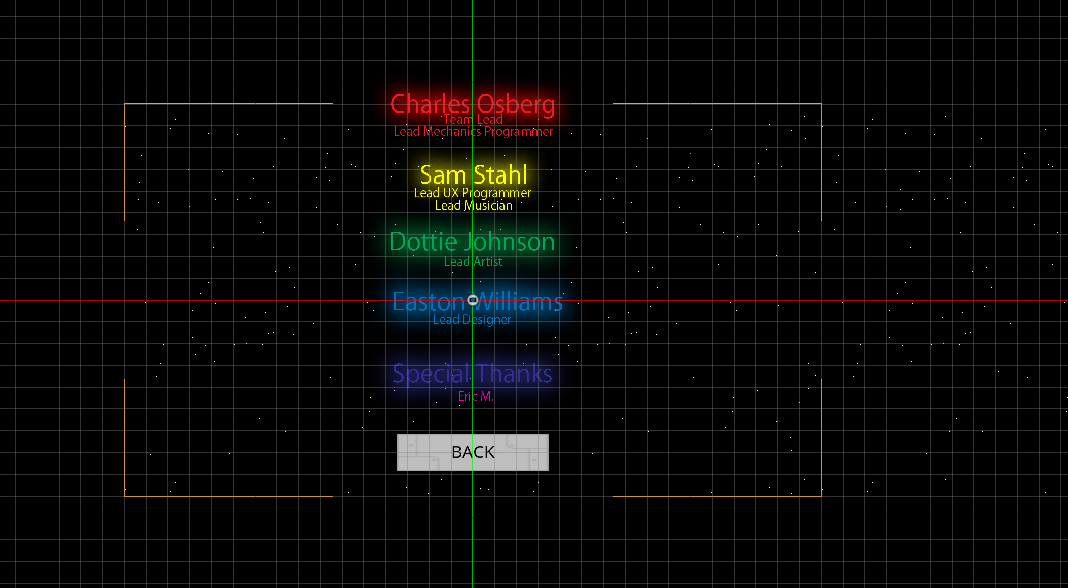 Charles Osberg
Team Lead
Lead Mechanics Programmer
Sam Stahl
Lead UX Programmer
Lead Musician
Dottie Johnson
Lead Artist
Easton Williams
Lead Designer
Special Thanks
Eric M.
BACK